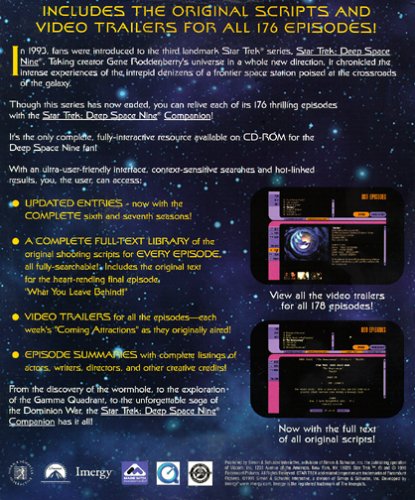 INCLUDES THE ORIGINAL SCRIPTS AND
VIDEO TRAILERS FOR ALL 176 EPISODES!
In 1993, fans were introduced to the third landmark Star Trek® series, Star Trek: Deep Space
Nine®. Taking creator Gene Roddenberry's universe in a whole new direction, it chronicled the
intense experiences of the intrepid denizens of a frontier space station poised at the crossroads
of the galaxy.
Though this series has now ended, you can relive each of its 176 thrilling episodes
with the Star Trek: Deep Space Nine® Companion!
It's the only complete, fully-interactive resource available on CD-ROM for the
Deep Space Nine fan!
With an ultra-user-friendly interface, context-sensitive searches and hot-linked
results, you, the user, can access:
UPDATED ENTRIES - now with the
COMPLETE sixth and seventh seasons!
A COMPLETE FULL-TEXT LIBRARY of the
original shooting scripts for EVERY EPISODE,
all fully-searchable! Includes the original text
for the heart-rending final episode,
"What You Leave Behind!"
VIDEO TRAILERS for all the episodes—each
week's "Coming Attractions" as they originally aired!
EPISODE SUMMARIES with complete listings of
actors, writers, directors, and other creative credits!
From the discovery of the wormhole, to the exploration
of the Gamma Quadrant, to the unforgettable saga of
the Dominion War, the Star Trek: Deep Space Nine®
Companion has it all!
DS9 EPISODES
View all the video trailers
for all 178 episodes!
DS9 EPISODES
Now with the full text
of all original scripts!
Imergy